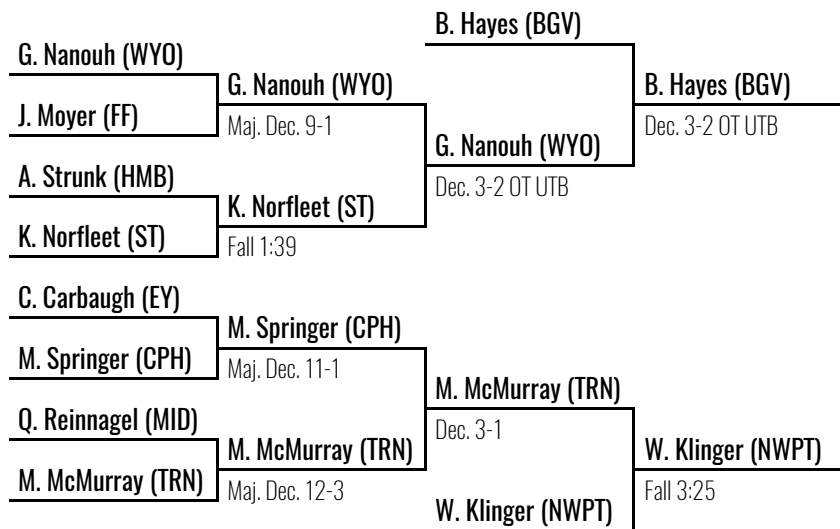 B. Hayes (BGV)
G. Nanouh (WYO)
G. Nanouh (WYO)
B. Hayes (BGV)
J. Moyer (FF)
Maj. Dec. 9-1
Dec. 3-2 OT UTB
G. Nanouh (WYO)
A. Strunk (HMB)
Dec. 3-2 OT UTB
K. Norfleet (ST)
K. Norfleet (ST)
Fall 1:39
C. Carbaugh (EY)
M. Springer (CPH)
M. Springer (CPH)
Maj. Dec. 11-1
M. McMurray (TRN)
Q. Reinnagel (MID)
Dec. 3-1
M. McMurray (TRN)
W. Klinger (NWPT)
M. McMurray (TRN)
Maj. Dec. 12-3
Fall 3:25
W. Klinger (NWPT)